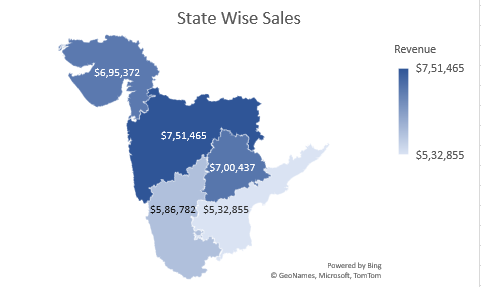 State Wise Sales
Revenue
$7,51,465
$5,32,855
$6,95,372
$7,51,465
$7,00,437
$5,86,782
$5,32,855
Powered by Bing
© GeoNames, Microsoft, TomTom